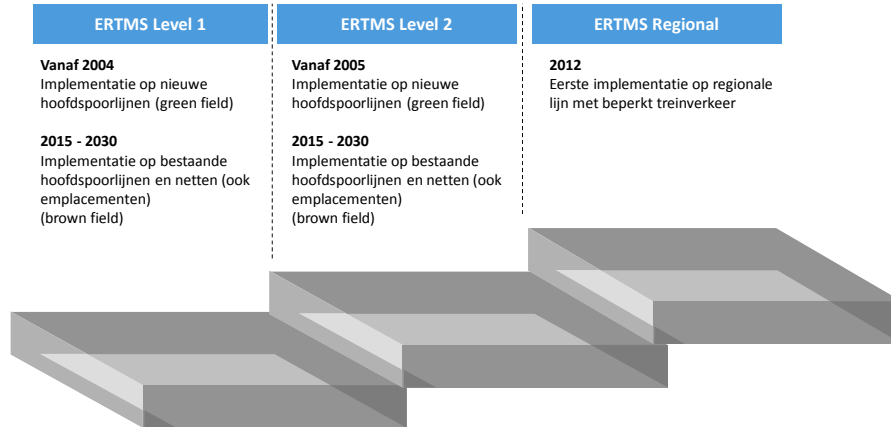 ERTMS Level 1
Vanaf 2004
Implementatie op nieuwe
hoofdspoorlijnen (green field)
2015 - 2030
Implementatie op bestaande
hoofdspoorlijnen en netten (ook
emplacementen)
(brown field)
ERTMS Level 2
Vanaf 2005
Implementatie op nieuwe
hoofdspoorlijnen (green field)
2015 - 2030
Implementatie op bestaande
hoofdspoorlijnen en netten (ook
emplacementen)
(brown field)
ERTMS Regional
2012
Eerste implementatie op regionale
lijn met beperkt treinverkeer